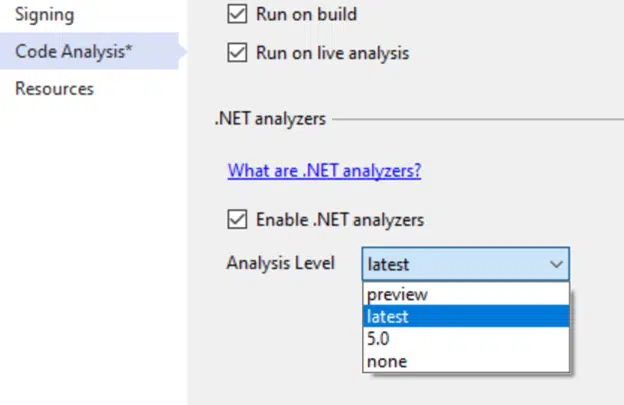 Signing
Code Analysis*
Resources
Run on build
Run on live analysis
.NET analyzers
What are .NET analyzers?
Enable .NET analyzers
Analysis Level latest
preview
latest
5.0
none